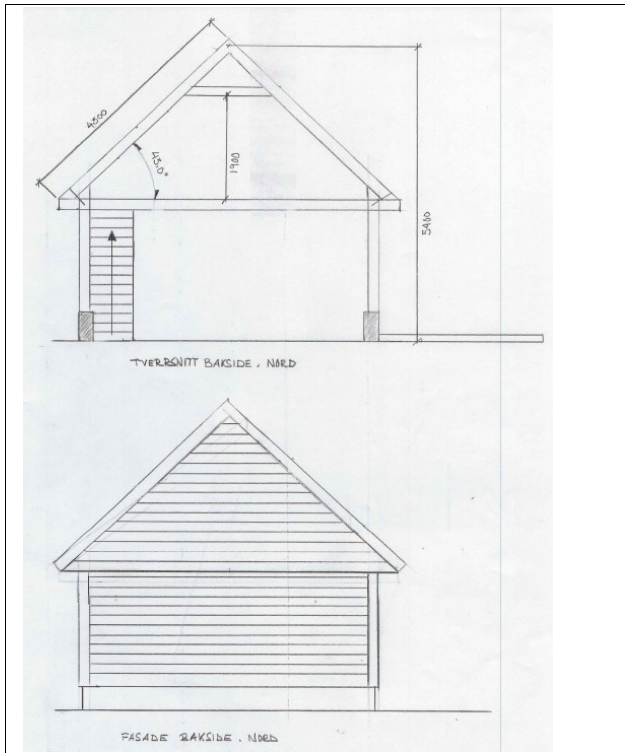 4300
43,0°
1900
5400
TVERRSNITT BAKSIDE . NORD
FASADE BAKSIDE . NORD